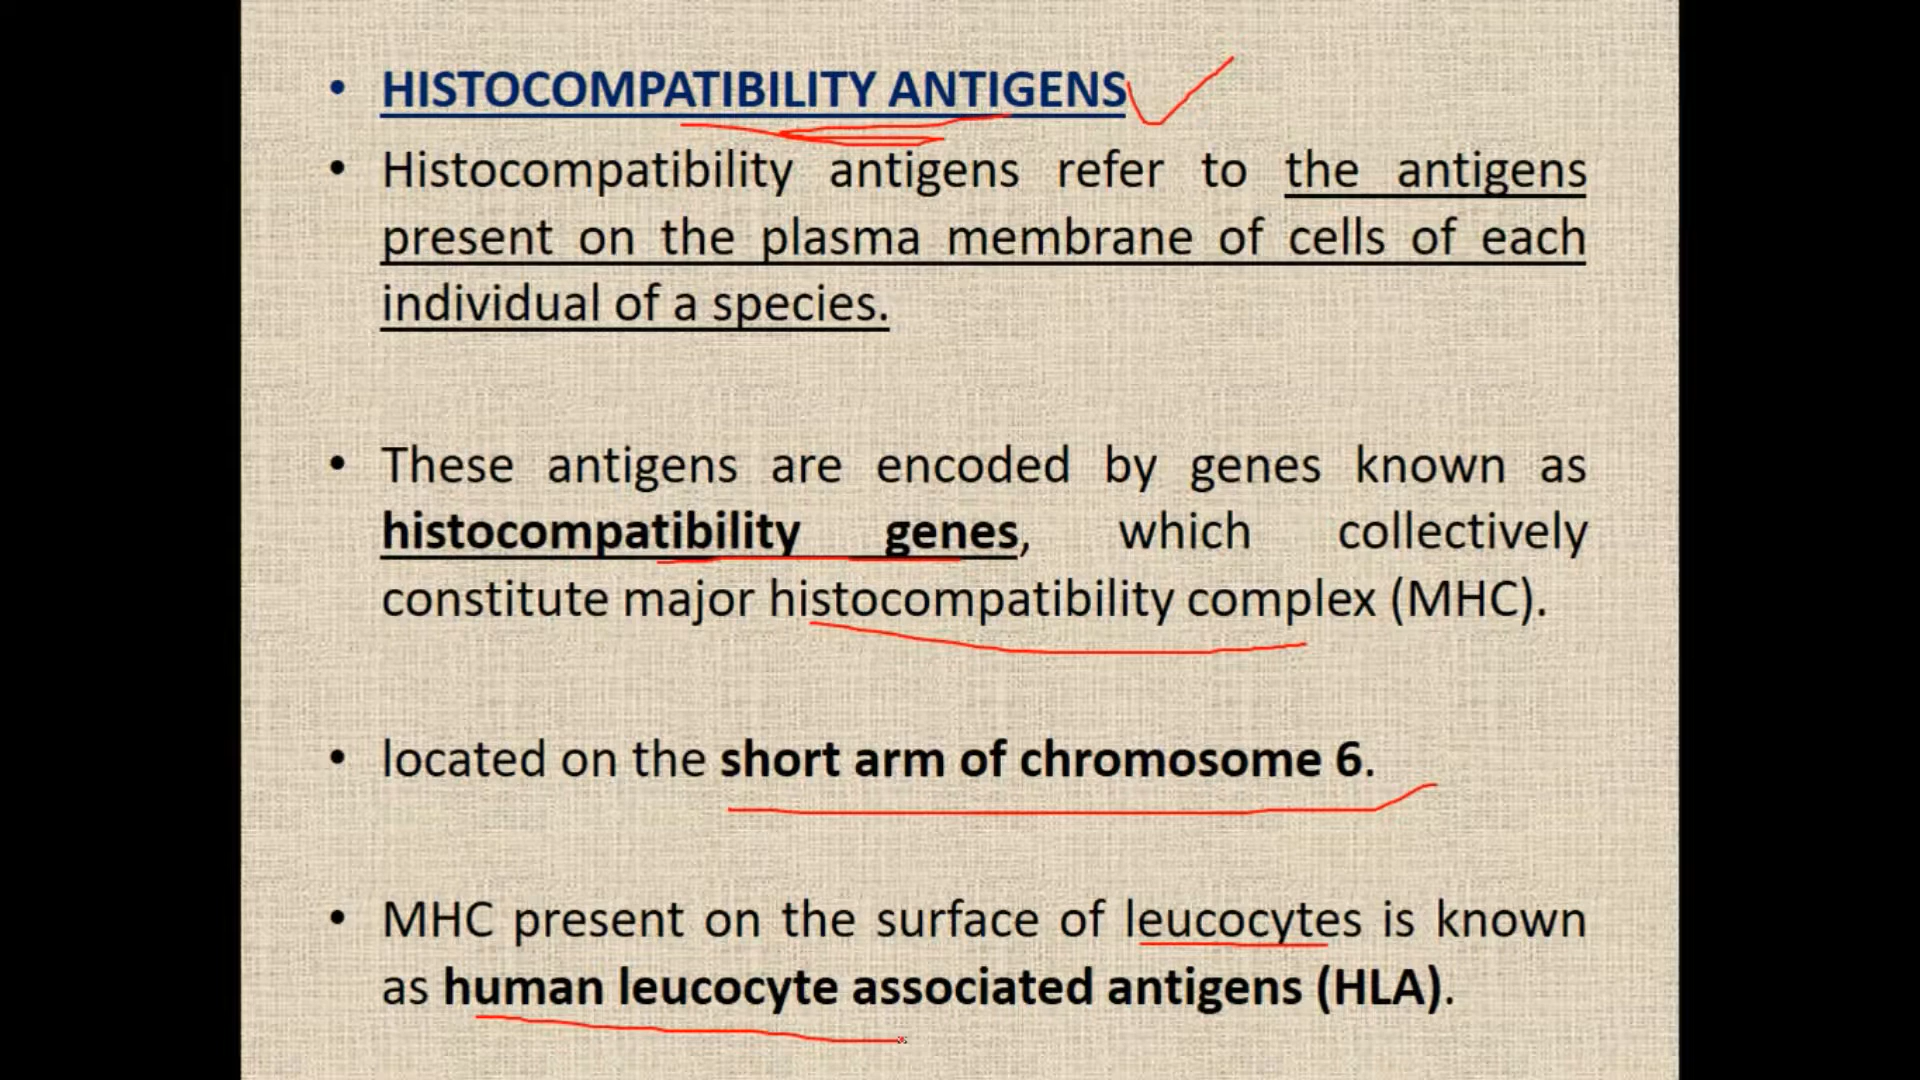 • HISTOCOMPATIBILITY ANTIGENS
• Histocompatibility antigens refer to the antigens
present on the plasma membrane of cells of each
individual of a species.
• These antigens are encoded by genes known as
histocompatibility genes, which collectively
constitute major histocompatibility complex (MHC).
• located on the short arm of chromosome 6.
• MHC present on the surface of leucocytes is known
as human leucocyte associated antigens (HLA).